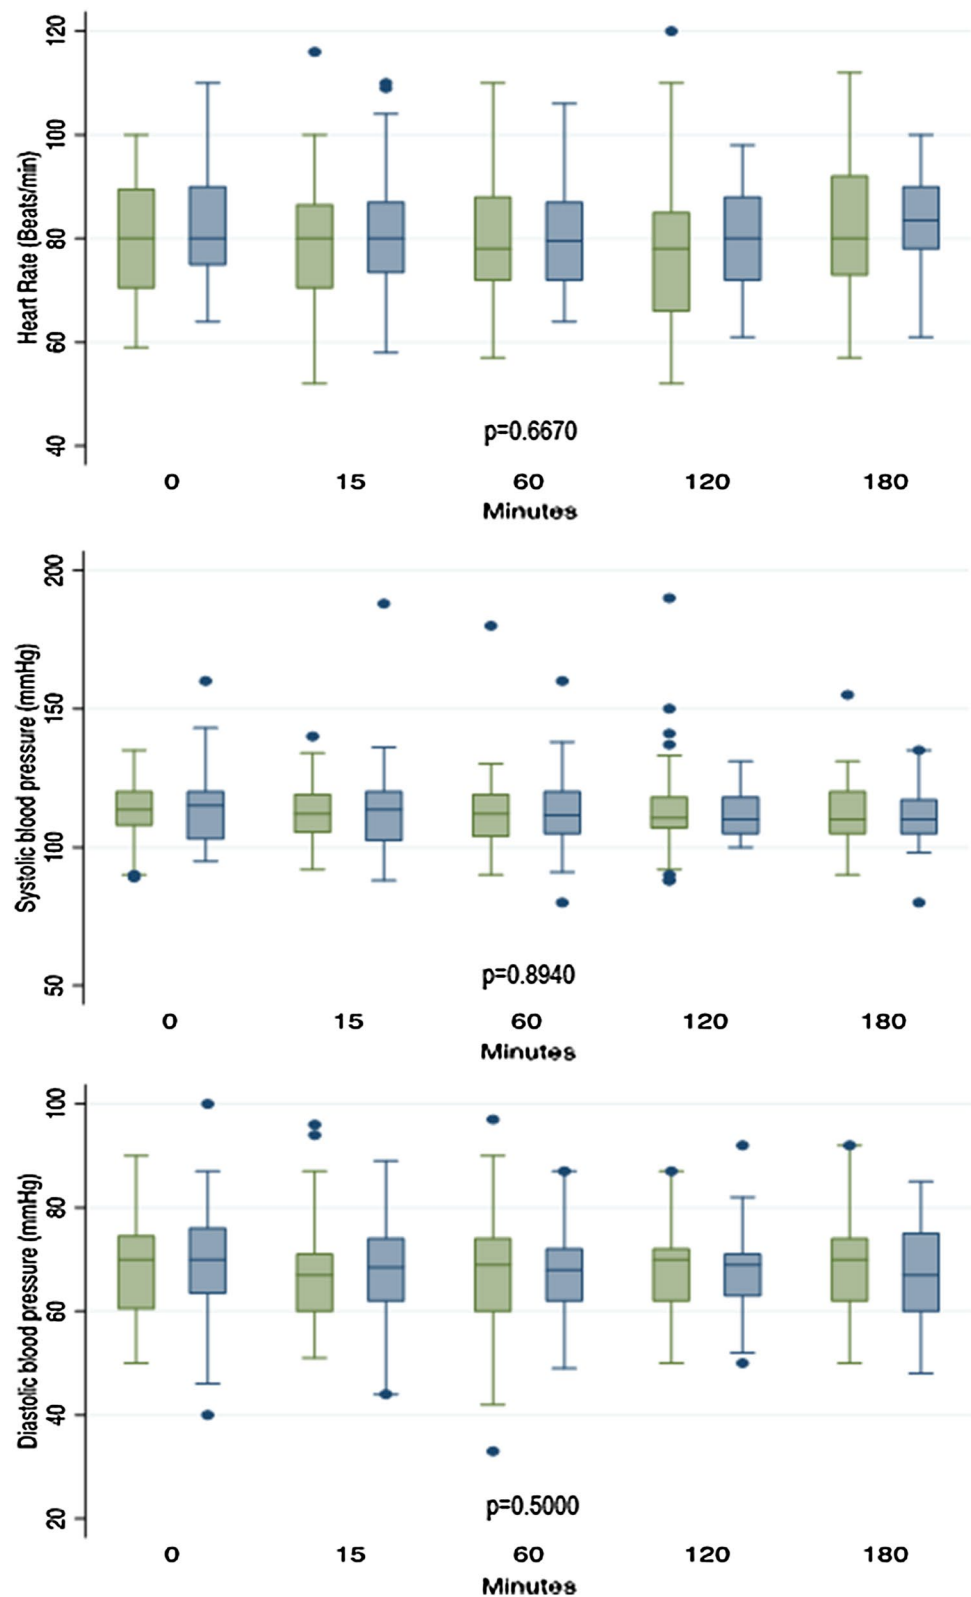 Heart Rate (Beats/min)
120
100
80
60
40
p=0.6670
0 15 60 120 180
Minutes
Systolic blood pressure (mmHg)
200
150
100
50
p=0.8940
0 15 60 120 180
Minutes
Diastolic blood pressure (mmHg)
100
80
60
40
20
p=0.5000
0 15 60 120 180
Minutes